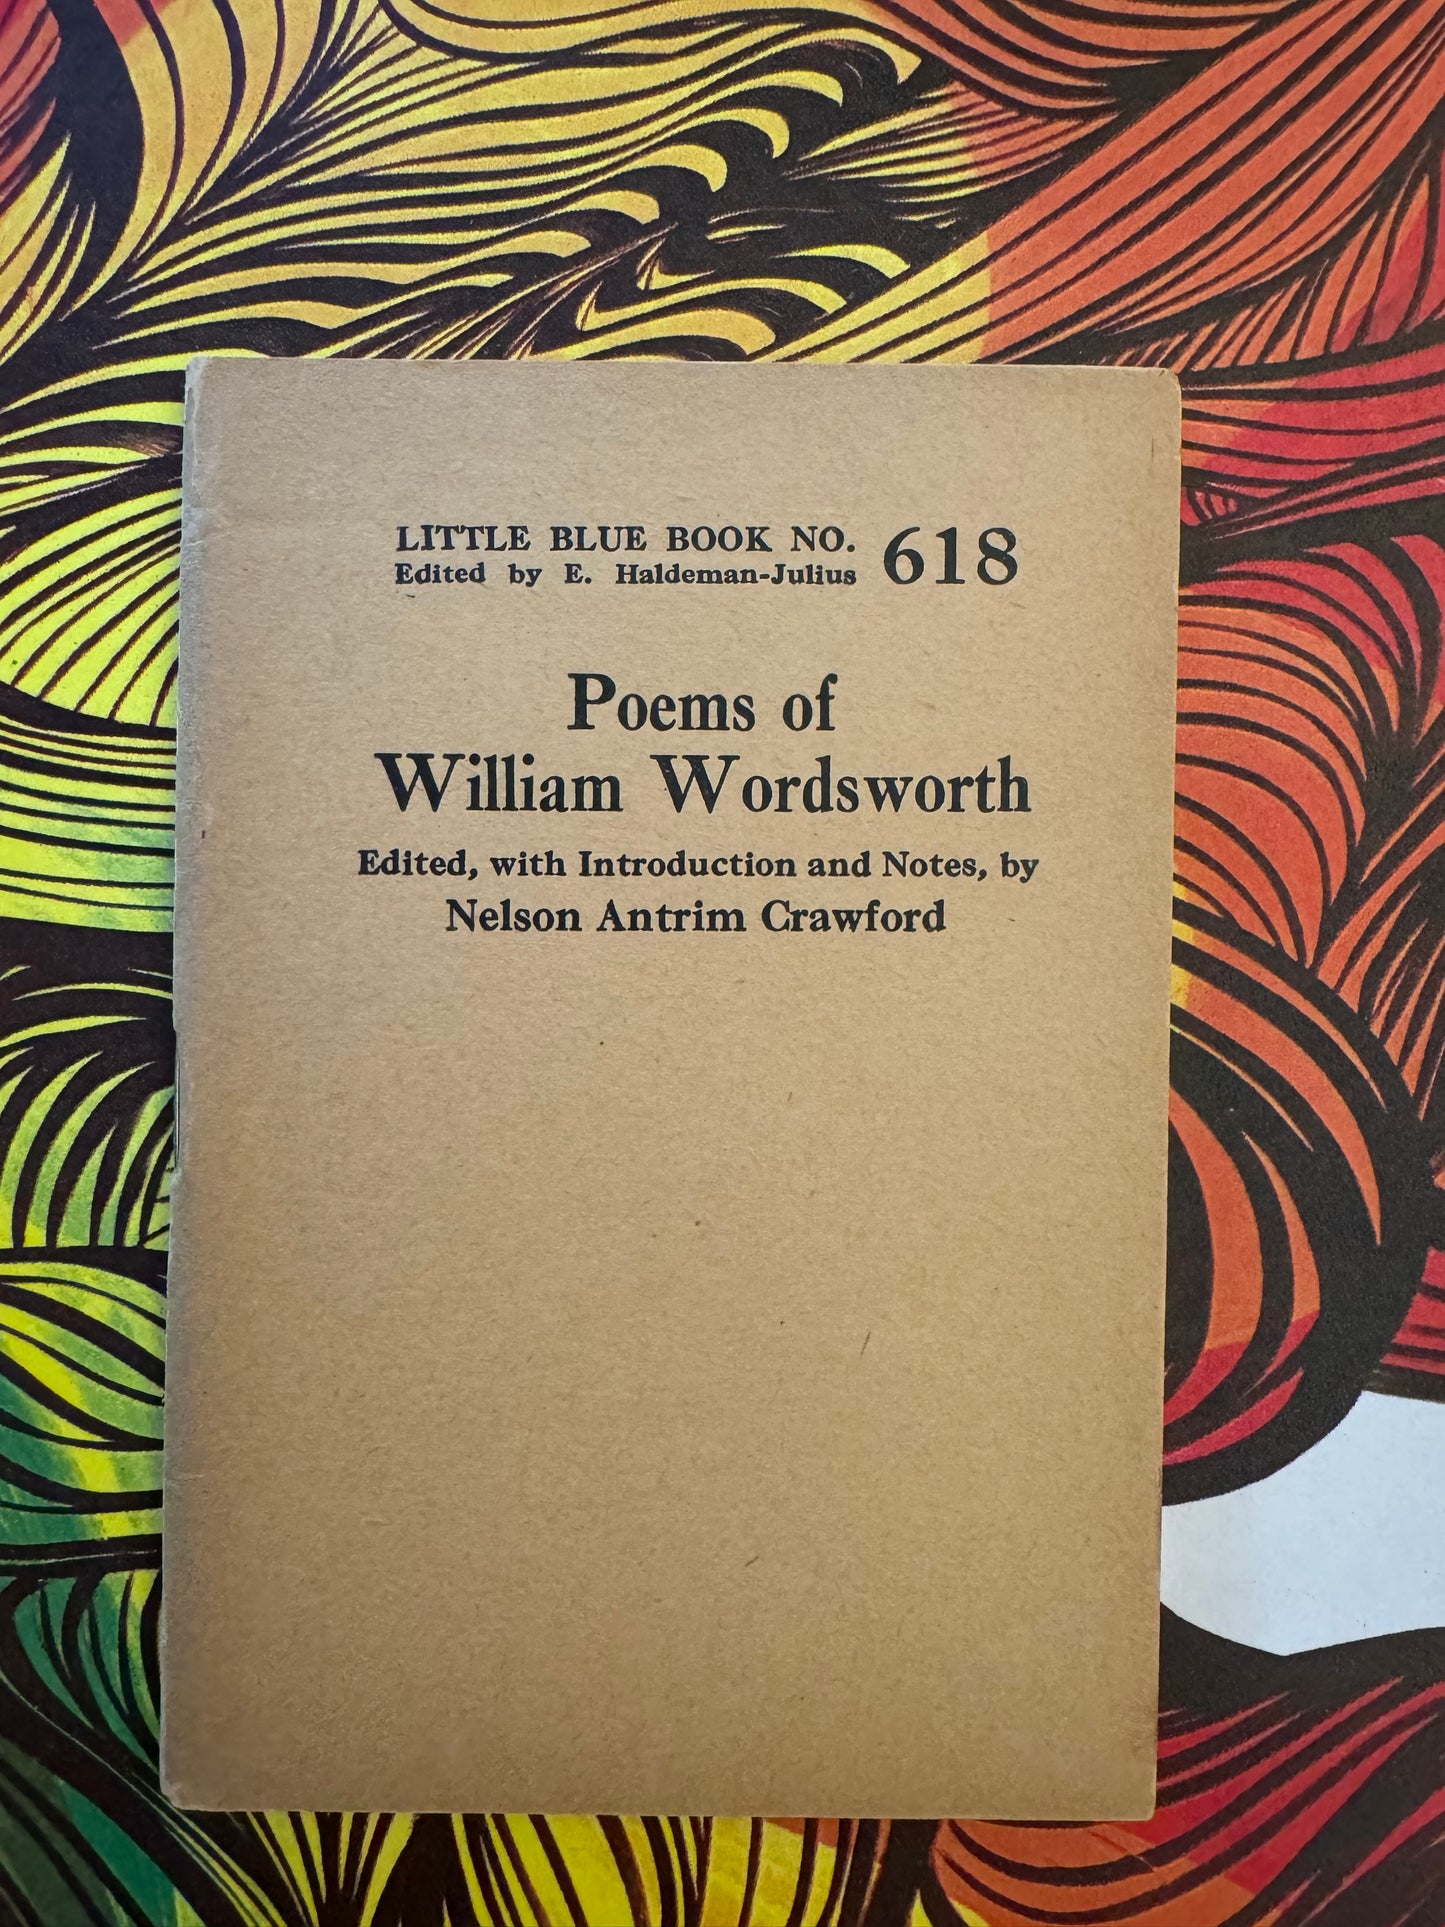 LITTLE BLUE BOOK NO. 618
Edited by E. Haldeman-Julius
Poems of
William Wordsworth
Edited, with Introduction and Notes, by
Nelson Antrim Crawford